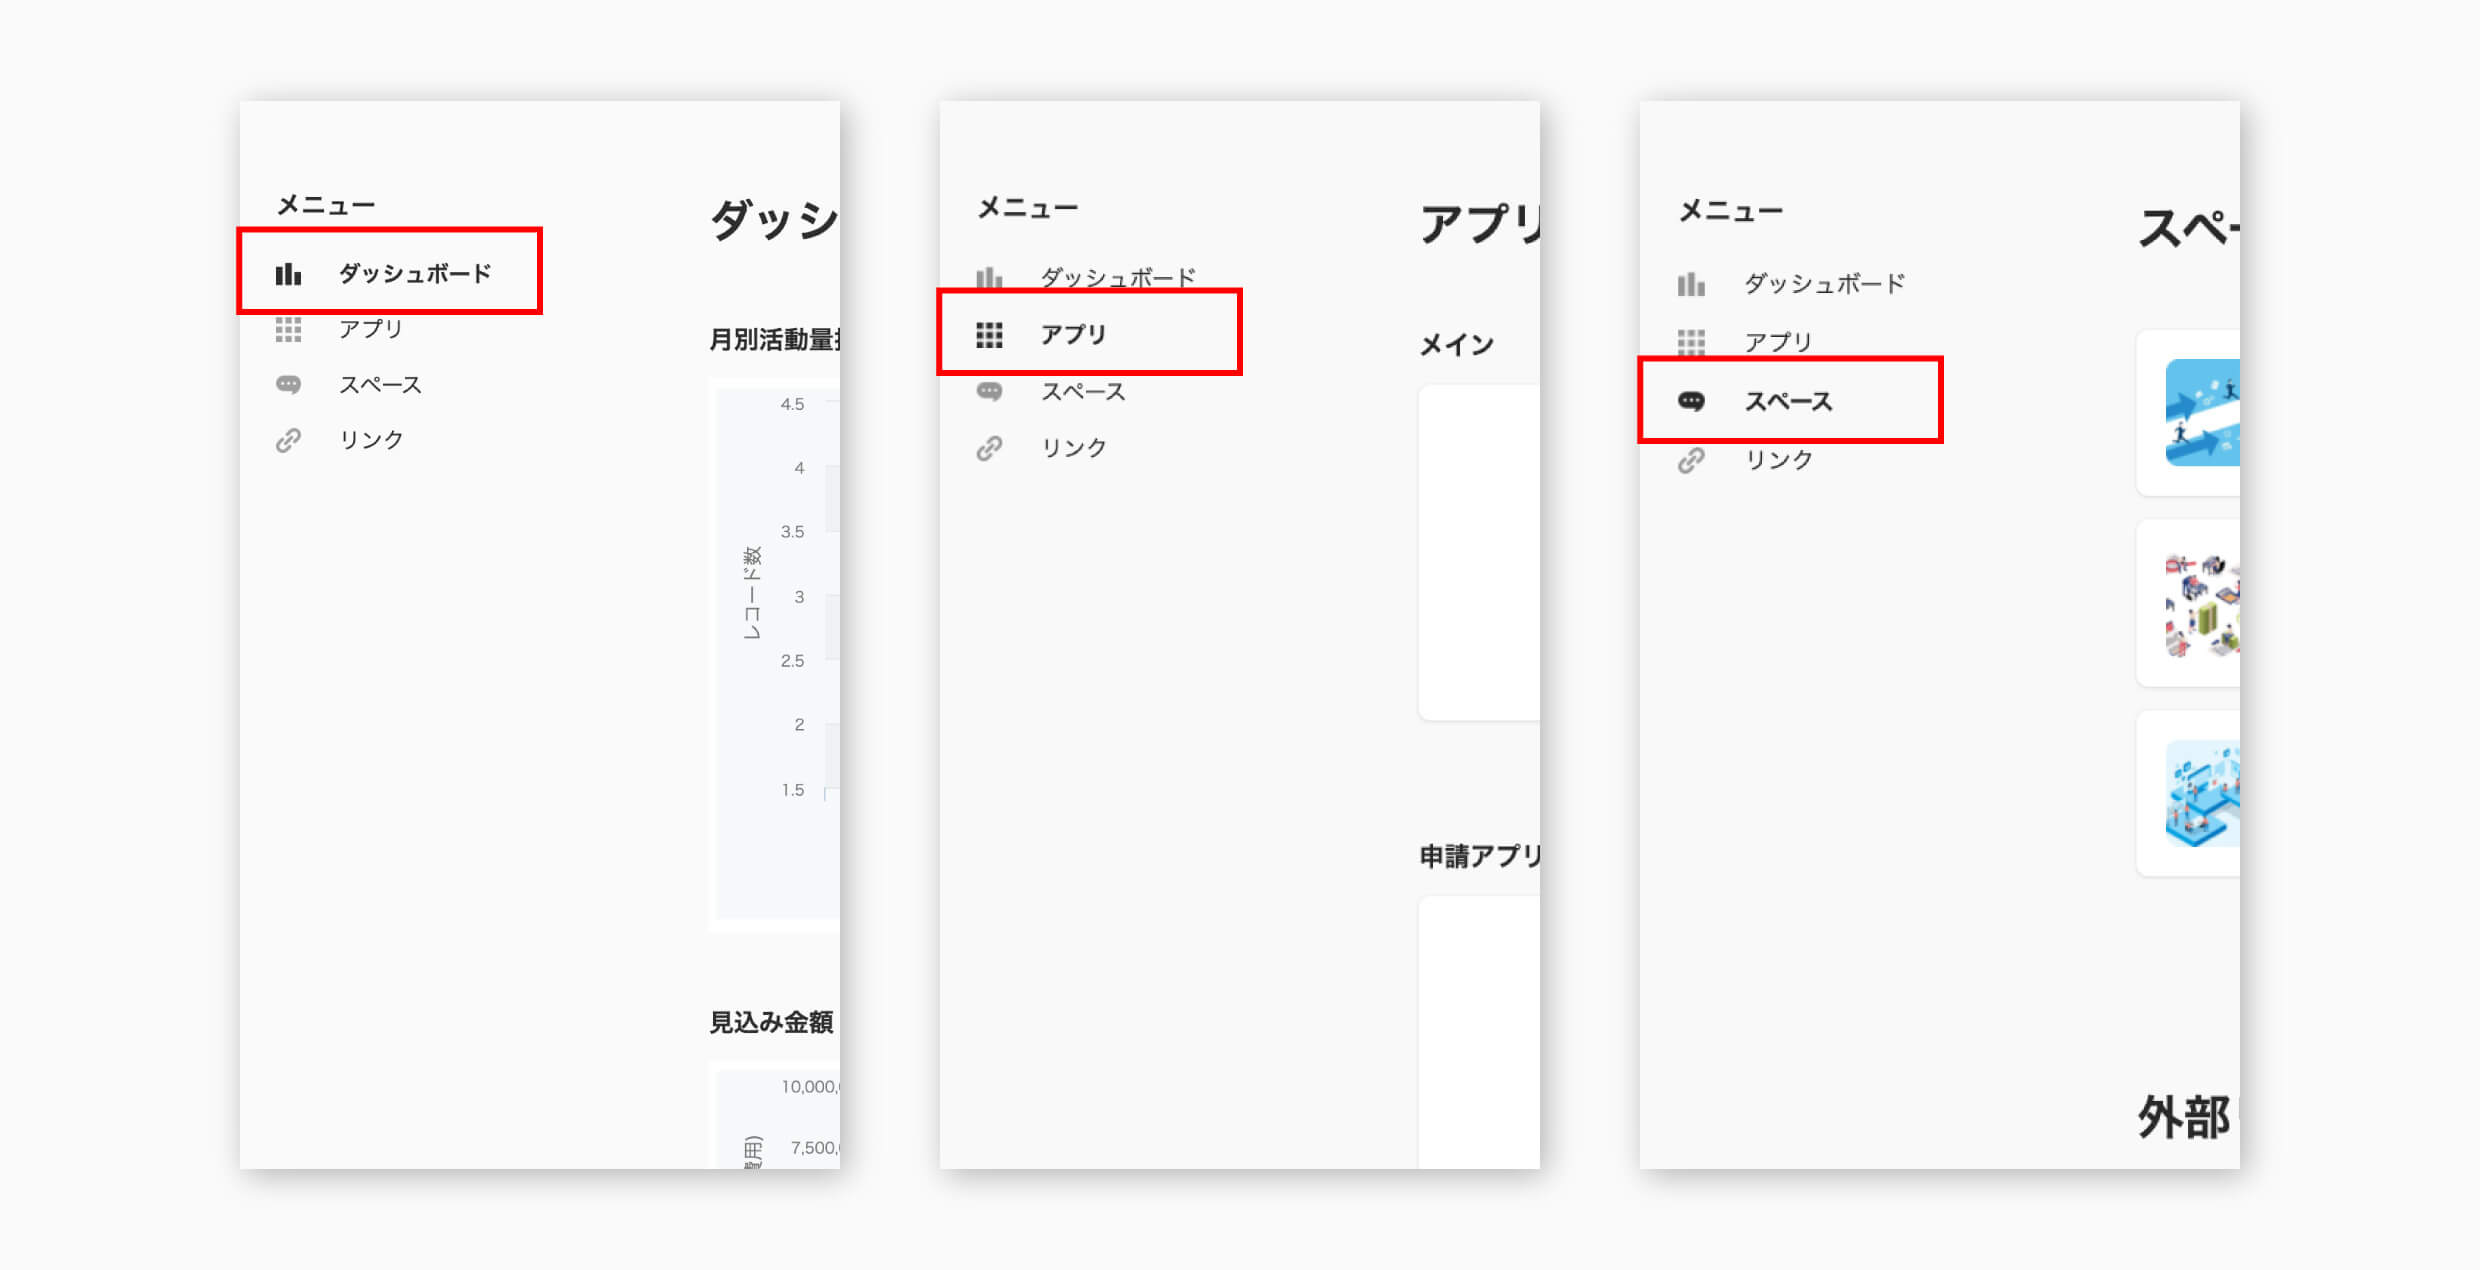 メニュー
ダッシュボード
アプリ
スペース
リンク
ダッシ
月別活動量
4.5
4
3.5
3
2.5
2
1.5
レコード数
見込み金額
10,000,
7,500,
費用)
メニュー
ダッシュボード
アプリ
スペース
リンク
アプリ
メイン
申請アプリ
メニュー
ダッシュボード
アプリ
スペース
リンク
スペー
外部